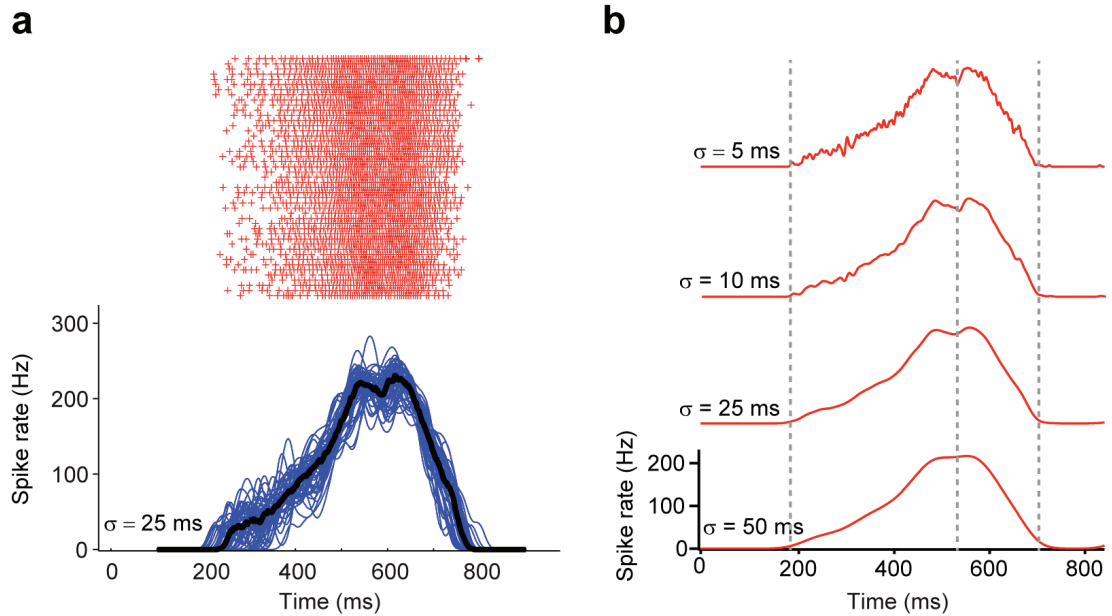 a
300
200
100
0
Spike rate (Hz)
σ = 25 ms
0 200 400 600 800
Time (ms)
b
σ = 5 ms
σ = 10 ms
σ = 25 ms
200
100
0
Spike rate (Hz)
σ = 50 ms
0 200 400 600 800
Time (ms)